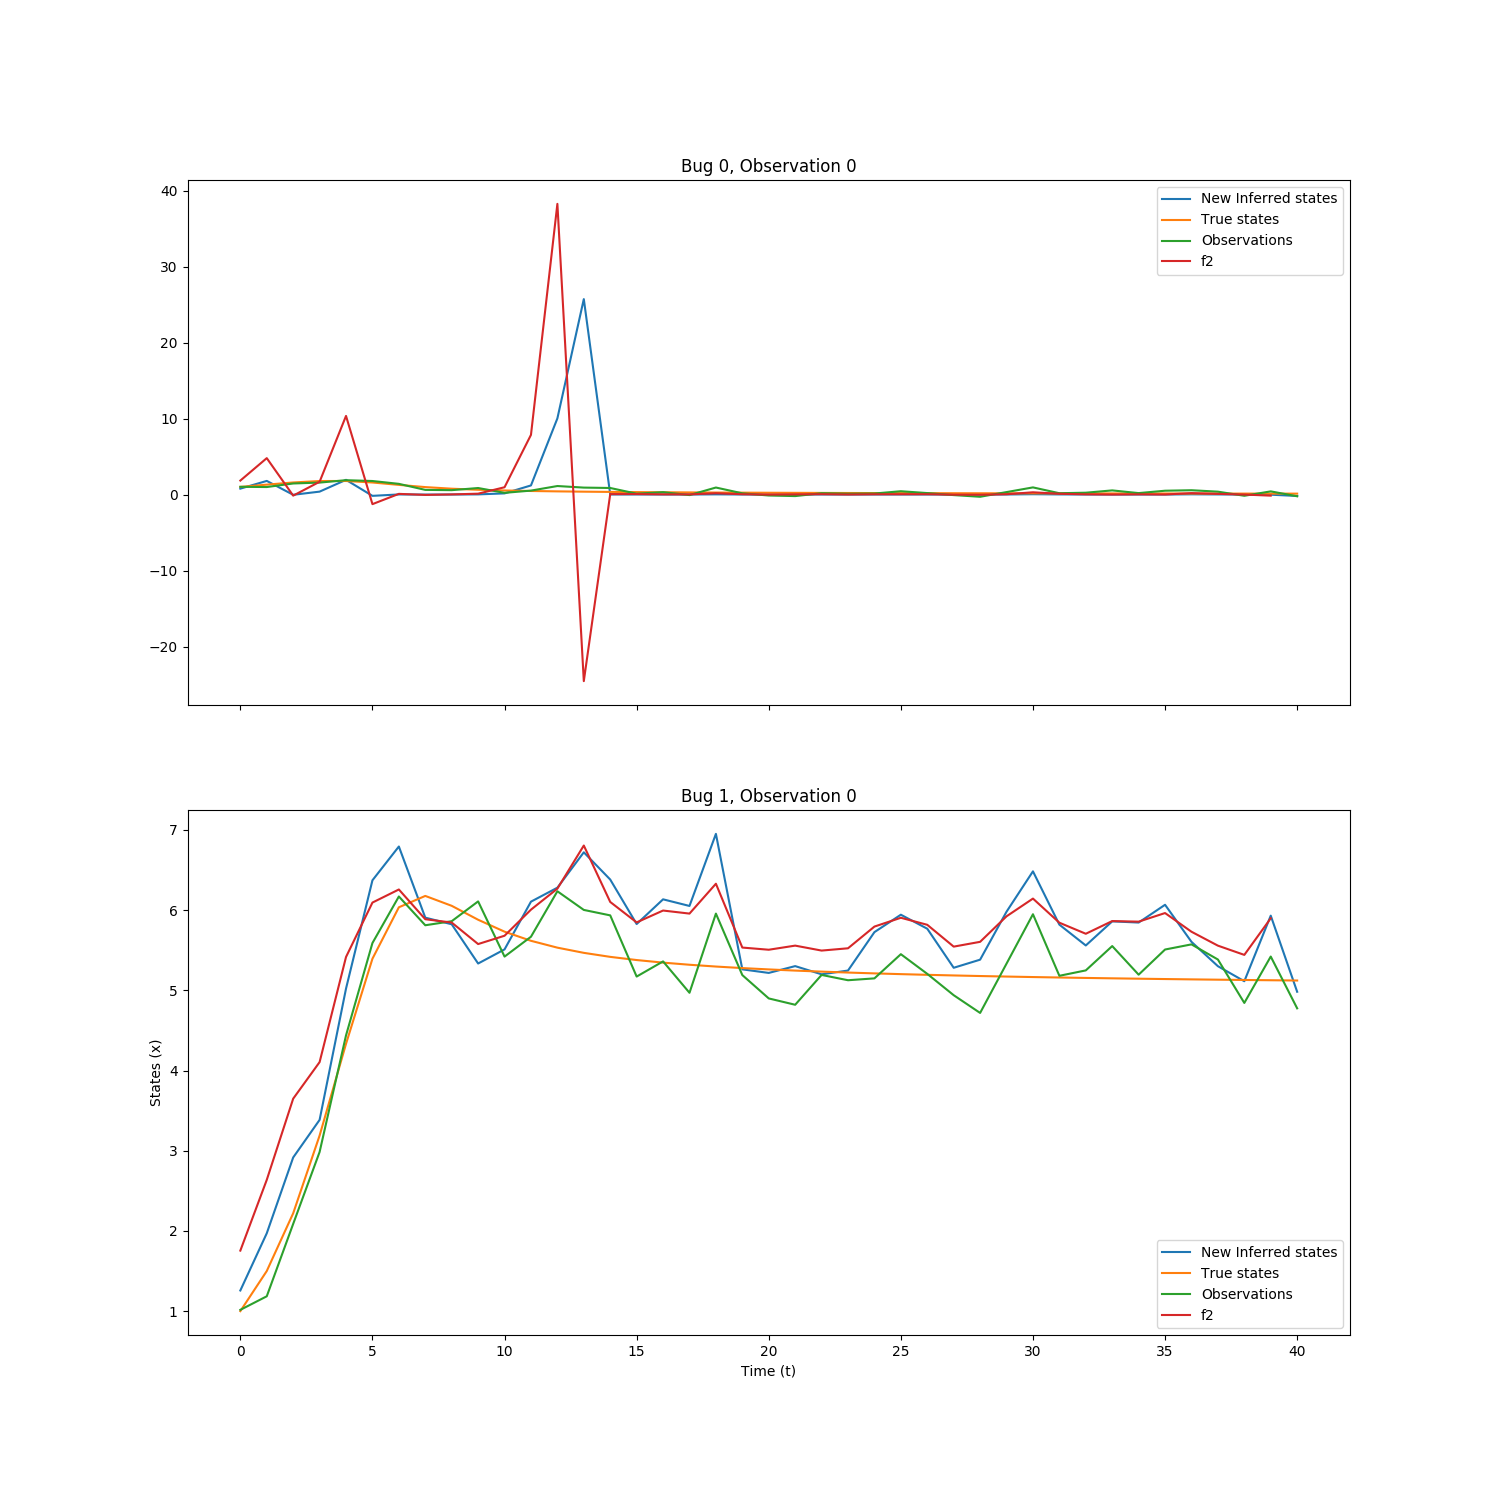 Bug 0, Observation 0
40
30
20
10
0
−10
−20
New Inferred states
True states
Observations
f2
Bug 1, Observation 0
7
6
5
4
3
2
1
States (x)
New Inferred states
True states
Observations
f2
0 5 10 15 20 25 30 35 40
Time (t)